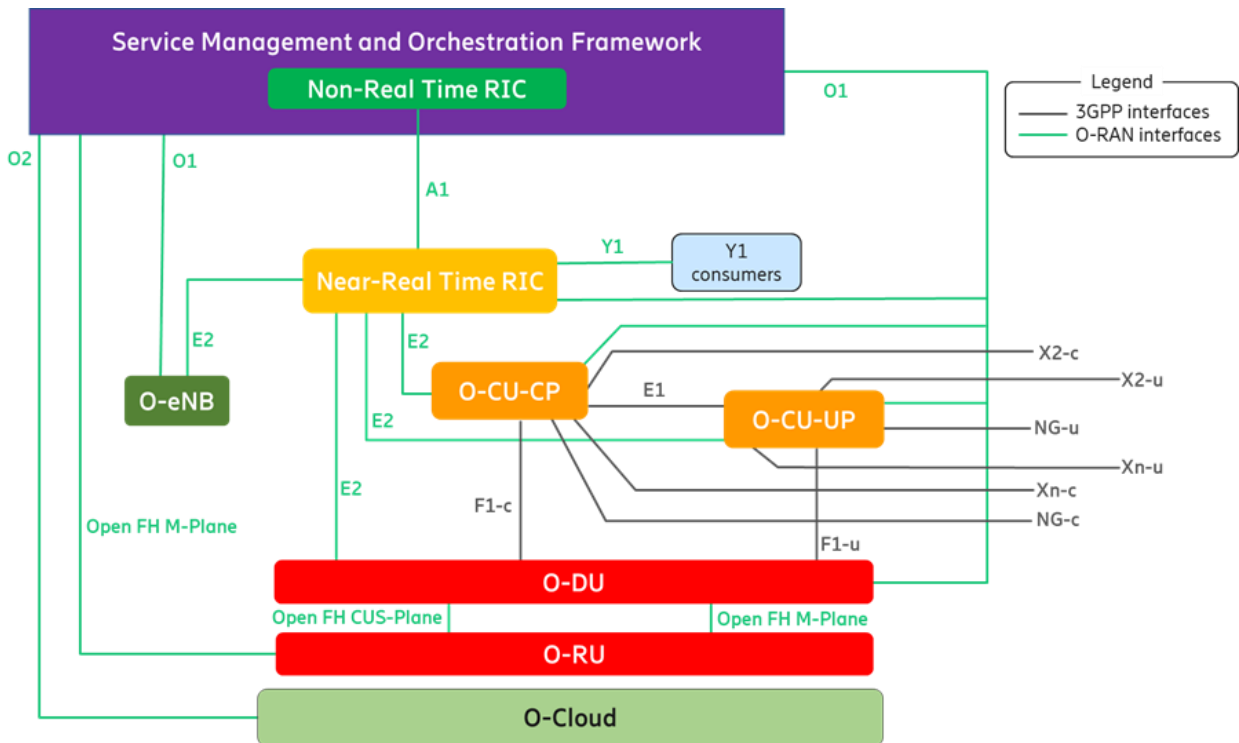 Service Management and Orchestration Framework
Non-Real Time RIC
O1
Legend
3GPP interfaces
O-RAN interfaces
O2
O1
A1
Y1
Y1
consumers
Near-Real Time RIC
E2
E2
O-CU-CP
E1
X2-c
X2-u
O-eNB
E2
O-CU-UP
NG-u
Xn-u
E2
Xn-c
F1-c
NG-c
Open FH M-Plane
F1-u
O-DU
Open FH CUS-Plane
Open FH M-Plane
O-RU
O-Cloud